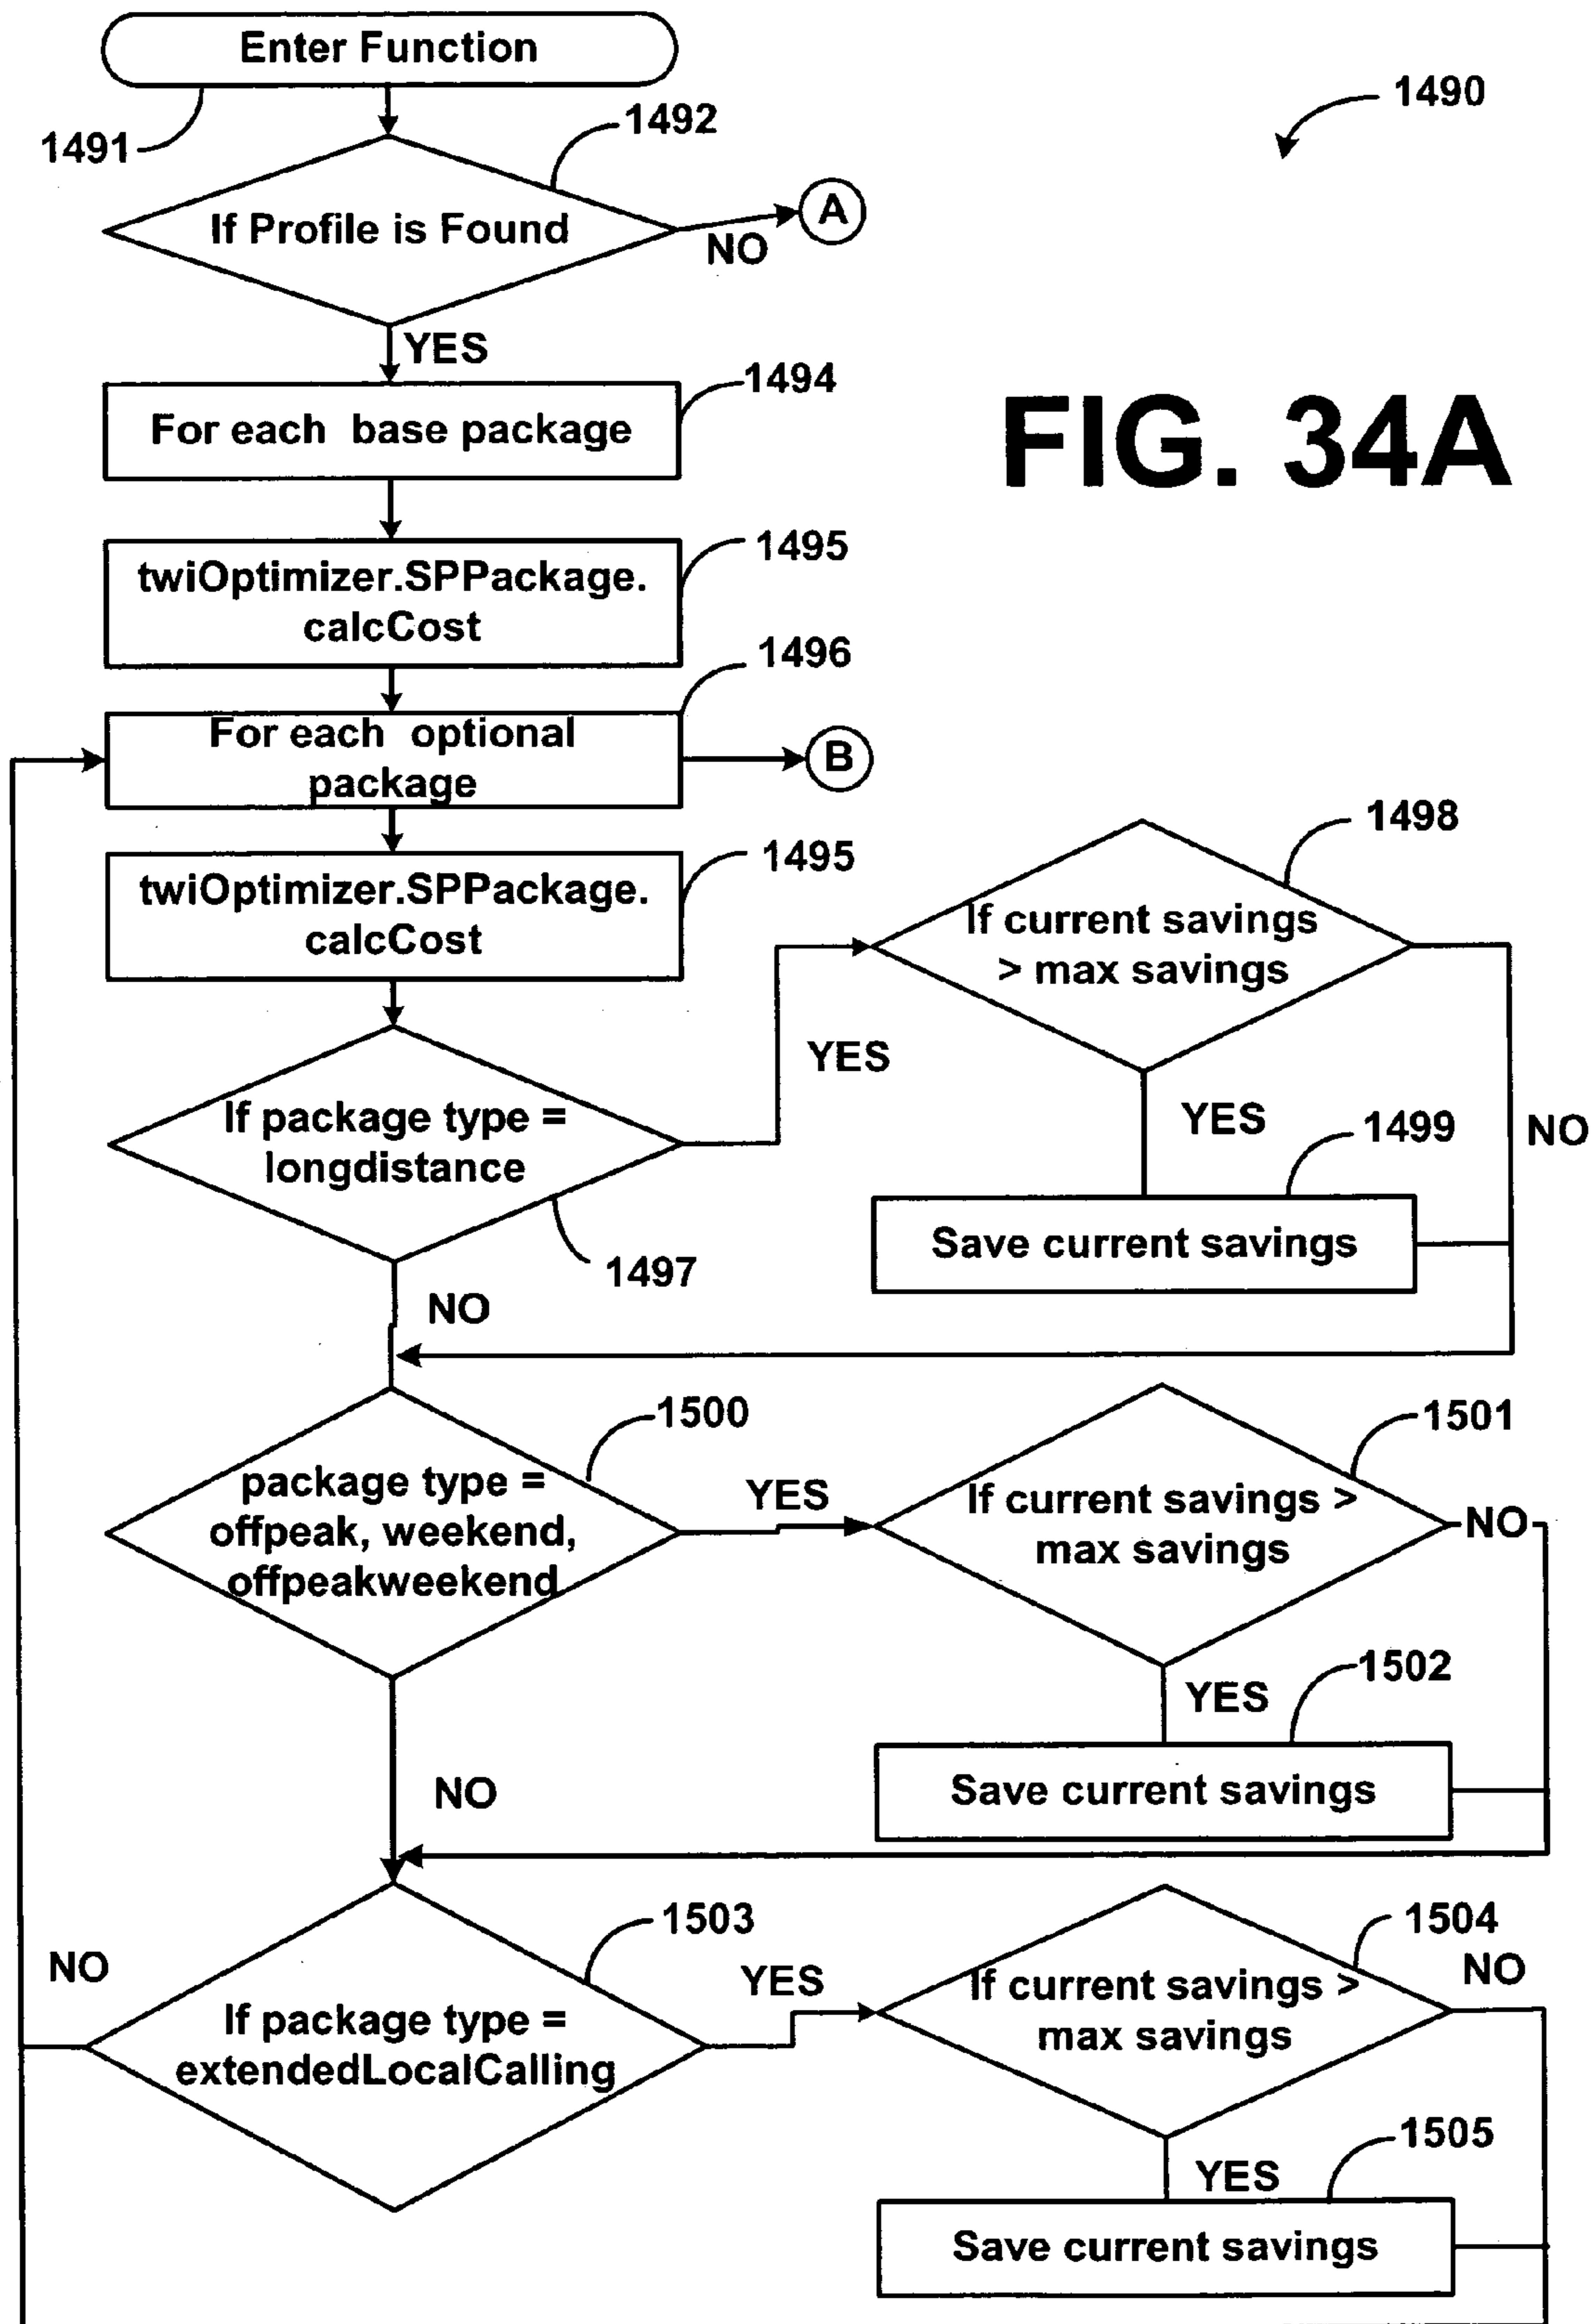 Enter Function
1490
1491
1492
If Profile is Found
A
NO
YES
1494
For each base package
FIG. 34A
1495
twiOptimizer.SPPackage.
calcCost
1496
For each optional
package
B
1495
twiOptimizer.SPPackage.
calcCost
1498
If current savings
> max savings
YES
If package type =
longdistance
YES
NO
1499
Save current savings
1497
NO
1500
package type =
offpeak, weekend,
offpeakweekend
YES
1501
If current savings >
max savings
NO
YES
1502
Save current savings
NO
1503
NO
If package type =
extendedLocalCalling
YES
1504
If current savings >
max savings
NO
YES
1505
Save current savings